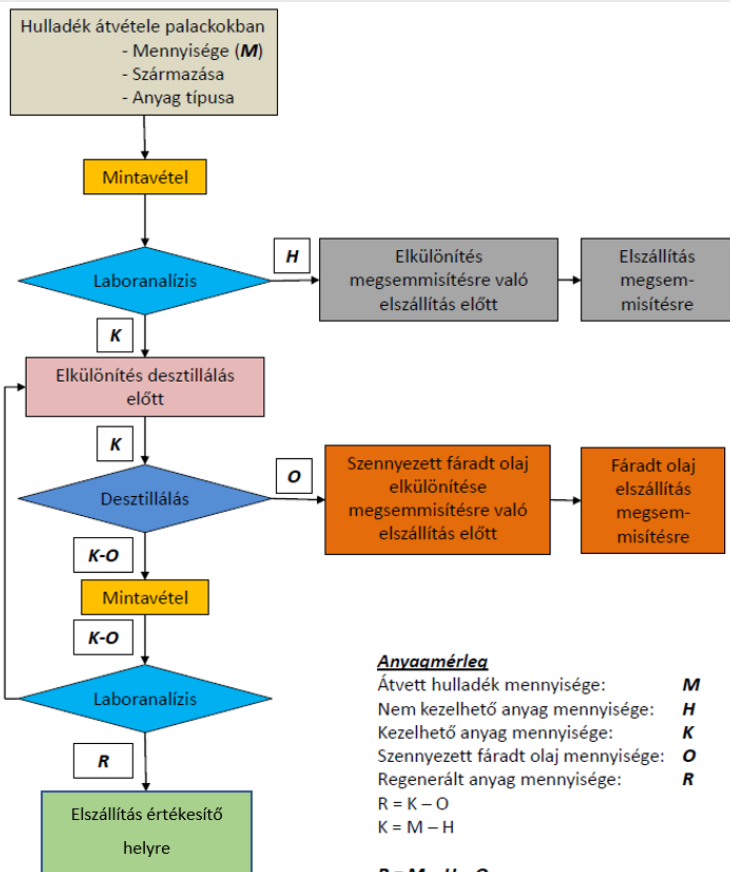 Hulladék átvétele palackokban
- Mennyisége (M)
- Származása
- Anyag típusa
Mintavétel
Laboranalízis
H
Elkülönítés
megsemmisítésre való
elszállítás előtt
Elszállítás
megsem-
misítésre
K
Elkülönítés desztillálás
előtt
K
Desztillálás
O
Szennyezett fáradt olaj
elkülönítése
megsemmisítésre való
elszállítás előtt
Fáradt olaj
elszállítás
megsem-
misítésre
K-O
Mintavétel
K-O
Laboranalízis
R
Elszállítás értékesítő
helyre
Anyagmérleg
Átvett hulladék mennyisége: M
Nem kezelhető anyag mennyisége: H
Kezelhető anyag mennyisége: K
Szennyezett fáradt olaj mennyisége: O
Regenerált anyag mennyisége: R
R = K – O
K = M – H